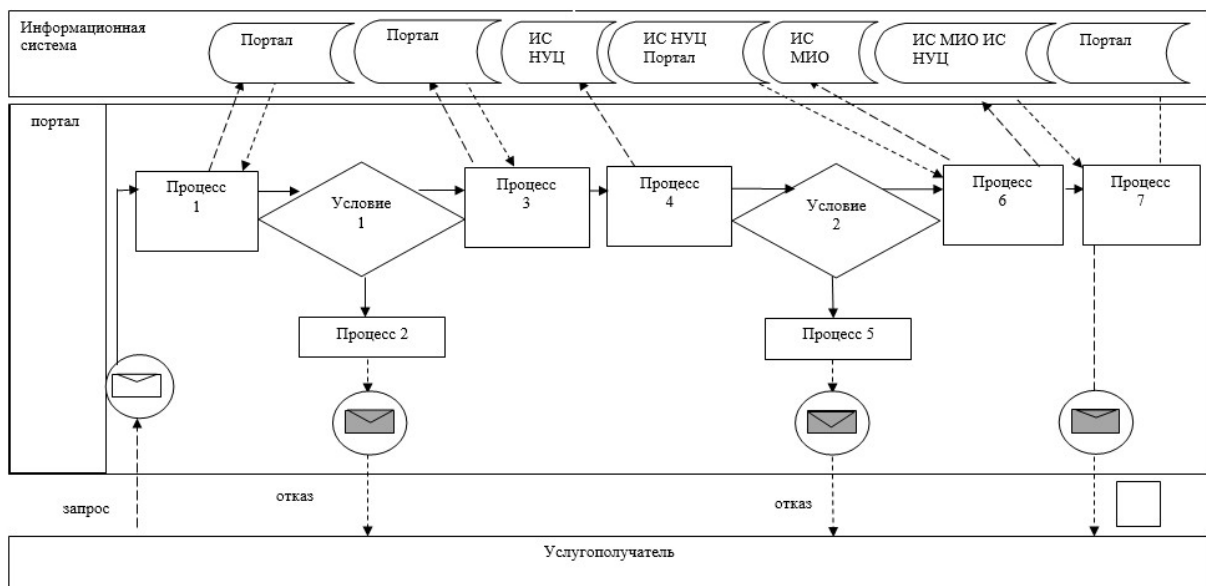 Информационная
система
Портал
Портал
ИС
НУЦ
ИС НУЦ
Портал
ИС
МИО
ИС МИО ИС
НУЦ
Портал
портал
Процесс
1
Условие
1
Процесс
3
Процесс
4
Условие
2
Процесс
6
Процесс
7
Процесс 2
Процесс 5
запрос
отказ
отказ
Услугополучатель